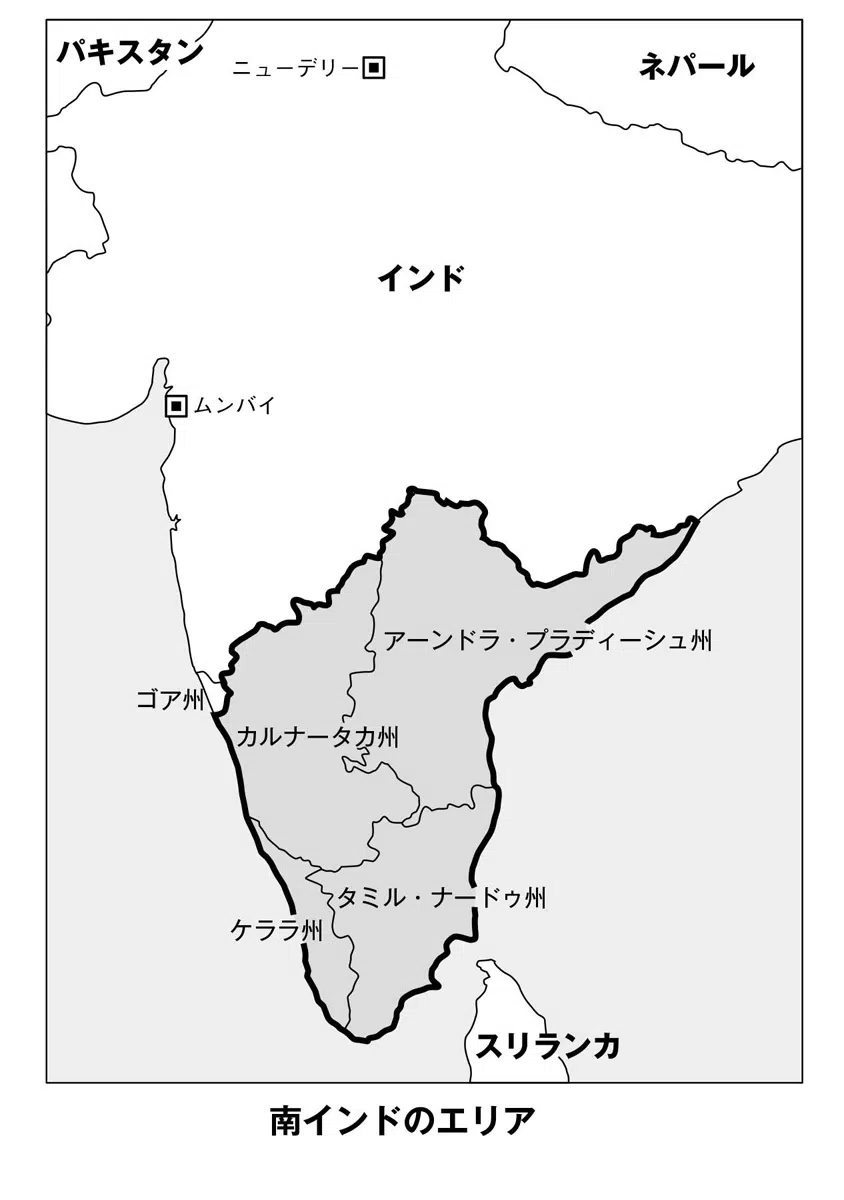 パキスタン
ニューデリー
ネパール
インド
ムンバイ
アーンドラ・プラディーシュ州
ゴア州
カルナータカ州
タミル・ナードゥ州
ケララ州
スリランカ
南インドのエリア